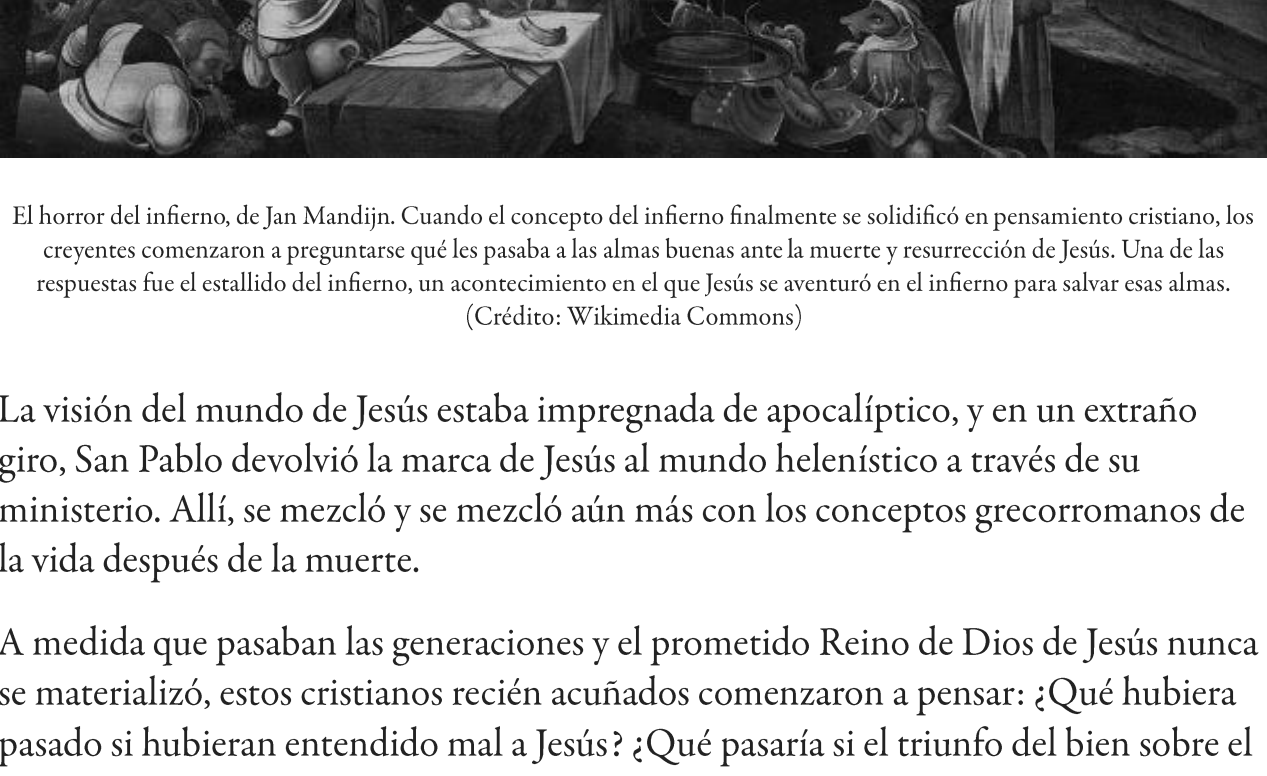 El horror del infierno, de Jan Mandijn. Cuando el concepto del infierno finalmente se solidificó en pensamiento cristiano, los
creyentes comenzaron a preguntarse qué les pasaba a las almas buenas ante la muerte y resurrección de Jesús. Una de las
respuestas fue el estallido del infierno, un acontecimiento en el que Jesús se aventuró en el infierno para salvar esas almas.
(Crédito: Wikimedia Commons)
La visión del mundo de Jesús estaba impregnada de apocalíptico, y en un extraño
giro, San Pablo devolvió la marca de Jesús al mundo helenístico a través de su
ministerio. Allí, se mezcló y se mezcló aún más con los conceptos grecorromanos de
la vida después de la muerte.
A medida que pasaban las generaciones y el prometido Reino de Dios de Jesús nunca
se materializó, estos cristianos recién acuñados comenzaron a pensar: ¿Qué hubiera
pasado si hubieran entendido mal a Jesús? ¿Qué pasaría si el triunfo del bien sobre el